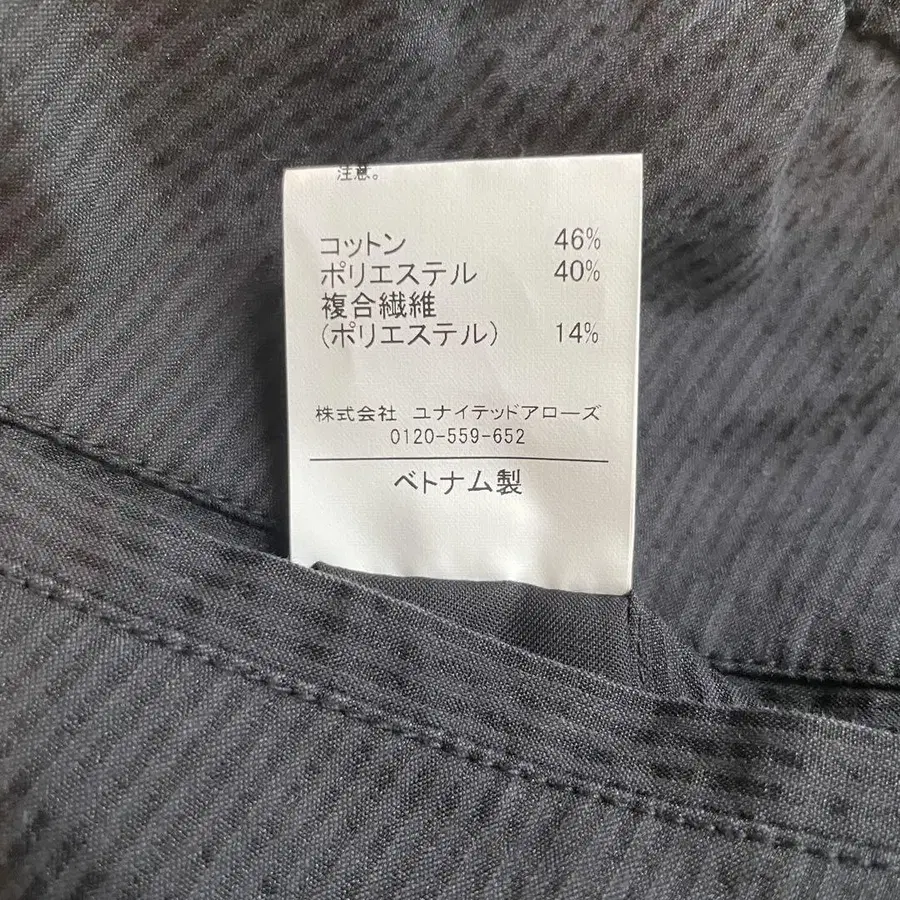 注意。
コットン 46%
ポリエステル 40%
複合繊維
(ポリエステル) 14%
株式会社 ユナイテッドアローズ
0120-559-652
ベトナム製